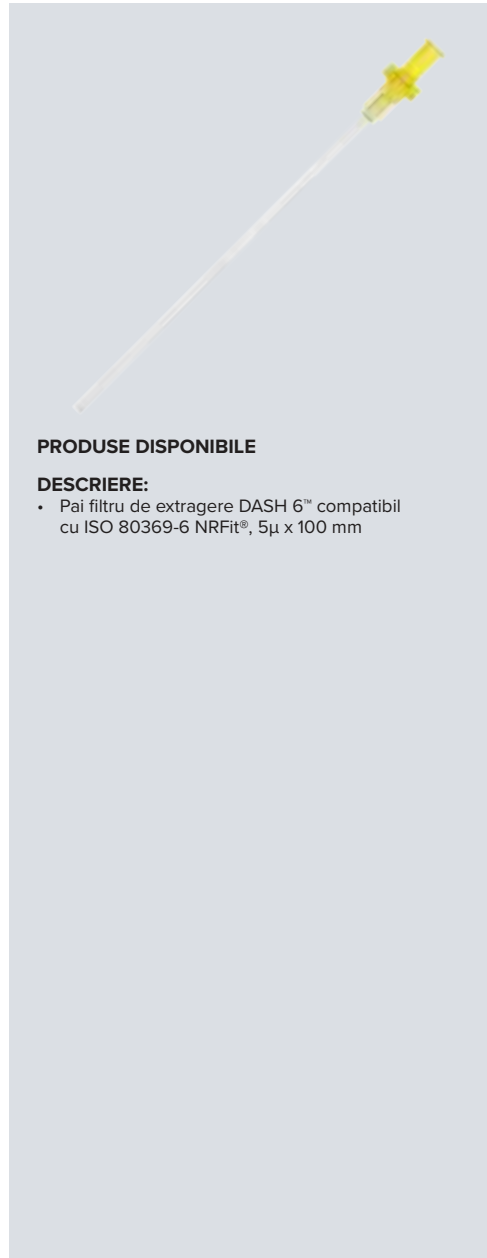 PRODUSE DISPONIBILE
DESCRIERE:
• Pai filtru de extragere DASH 6™ compatibil
cu ISO 80369-6 NRFit®, 5µ x 100 mm